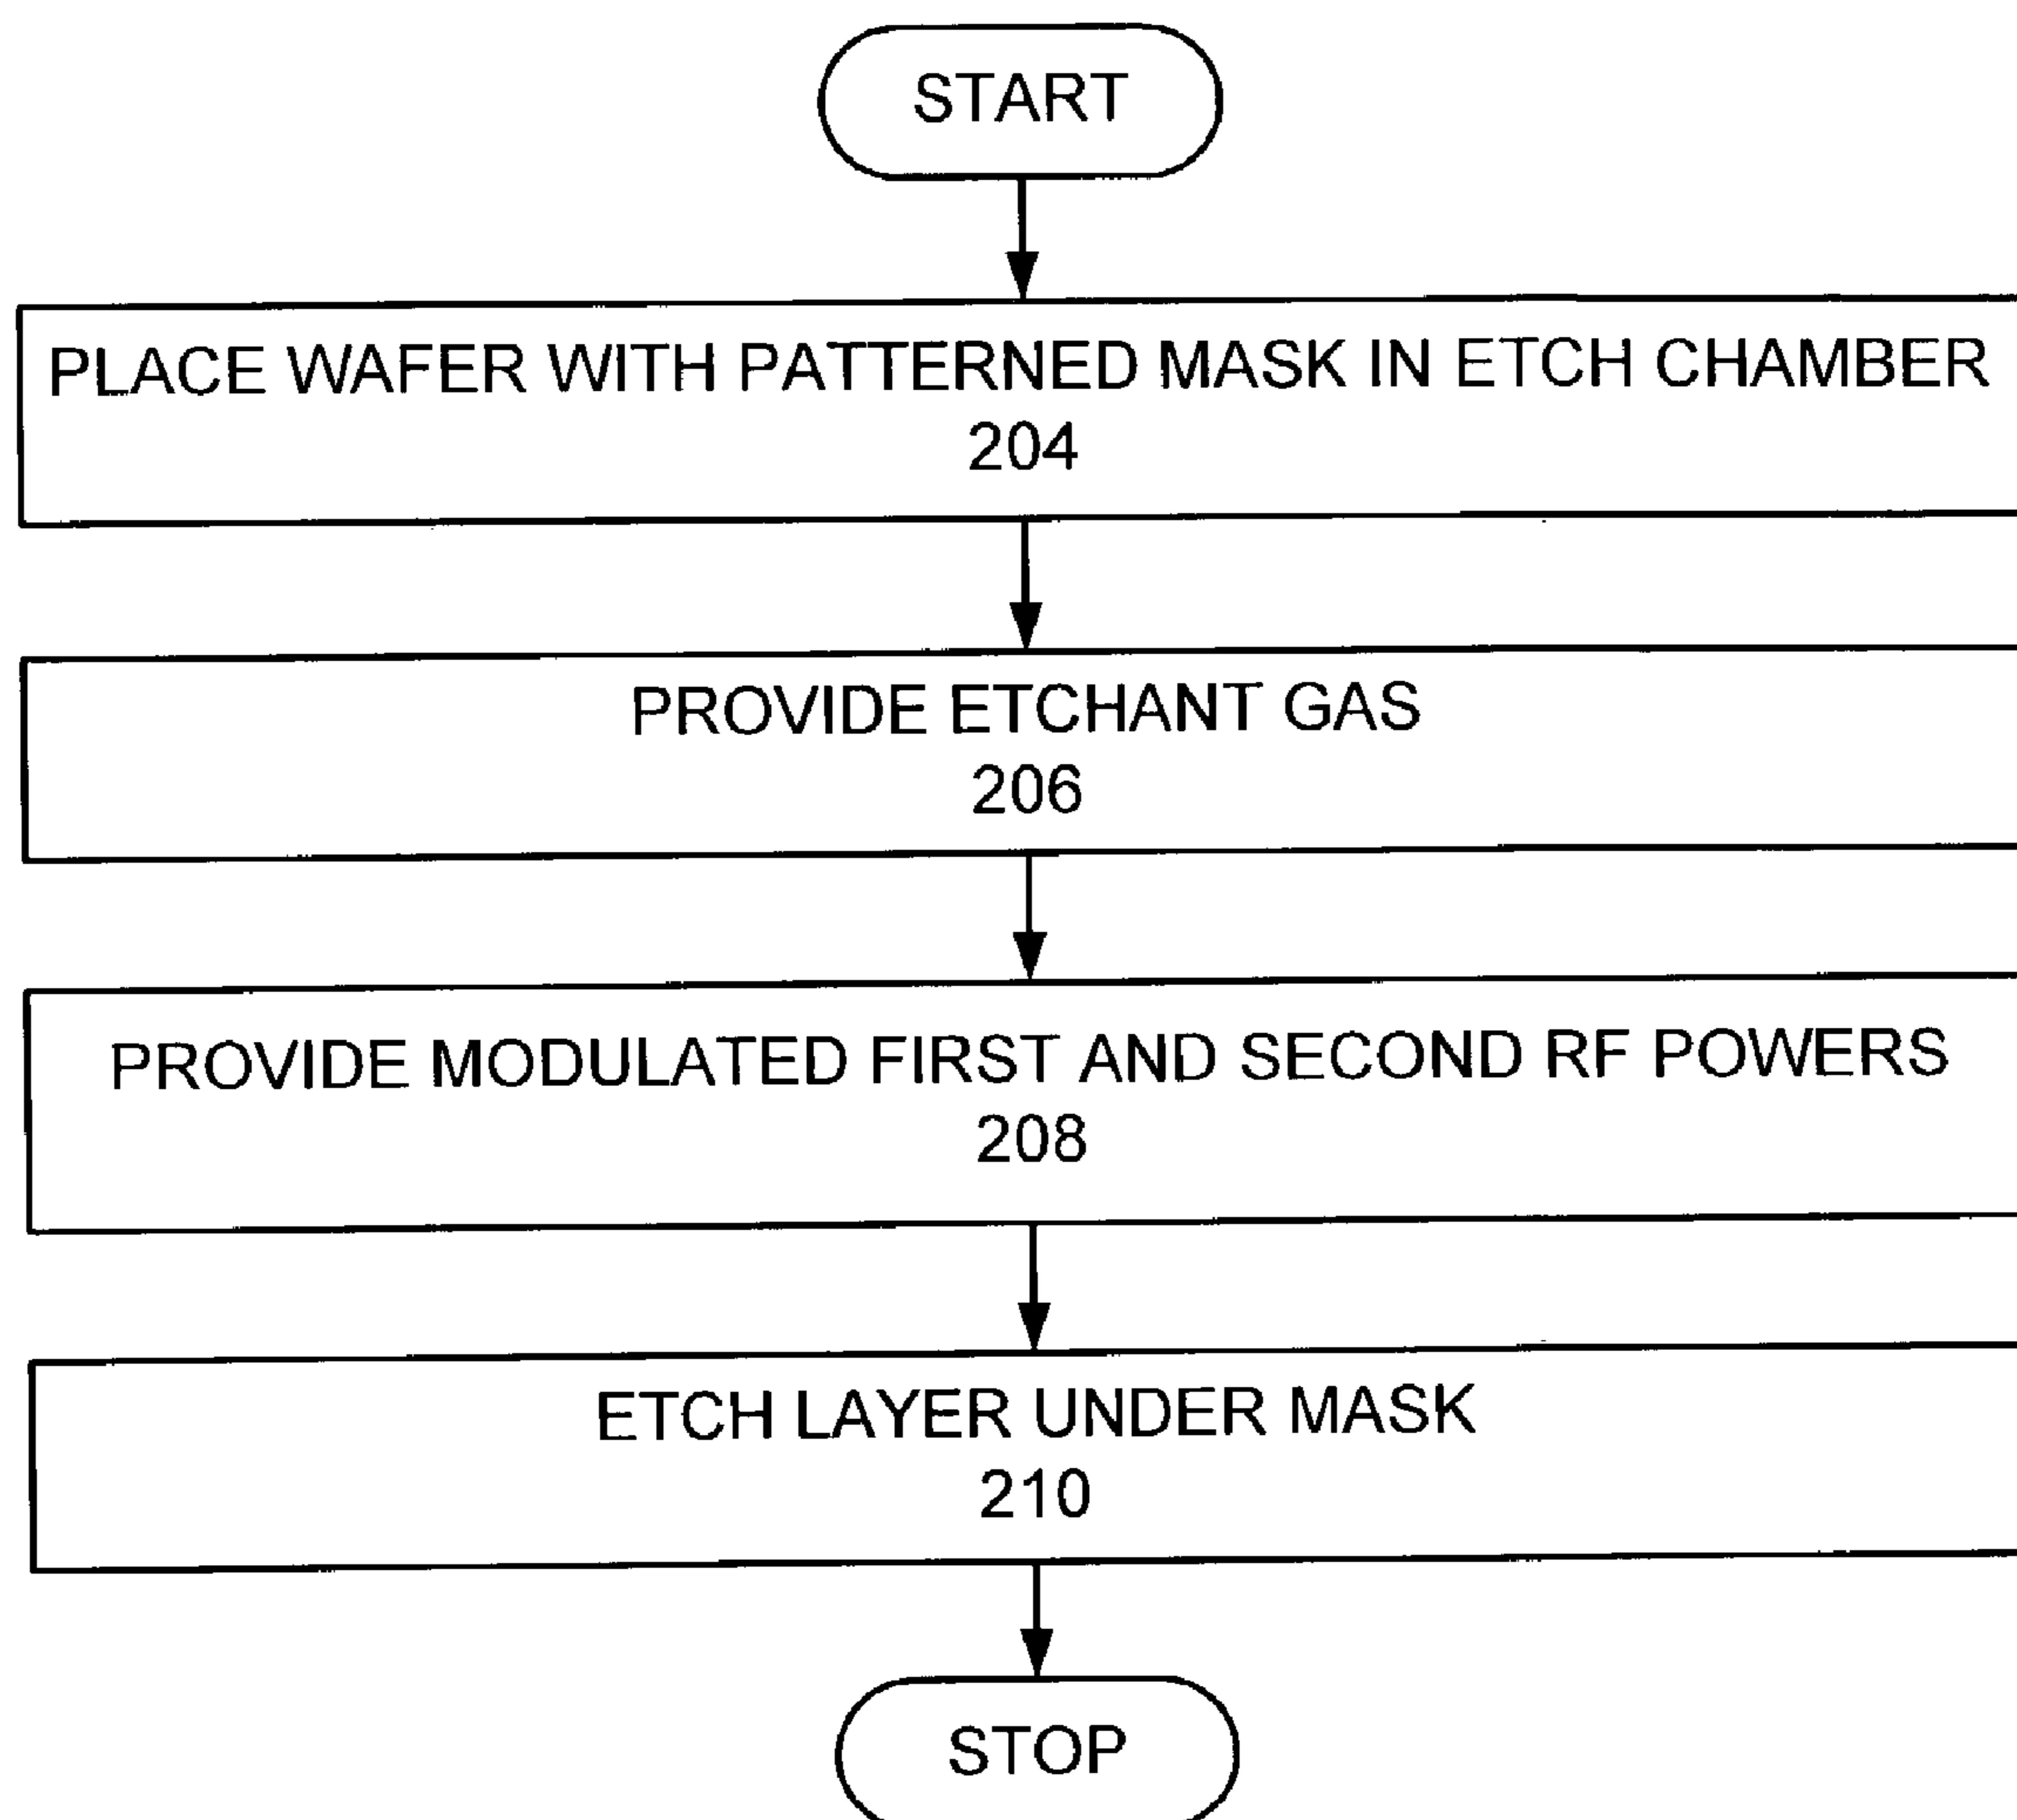 START
PLACE WAFER WITH PATTERNED MASK IN ETCH CHAMBER
204
PROVIDE ETCHANT GAS
206
PROVIDE MODULATED FIRST AND SECOND RF POWERS
208
ETCH LAYER UNDER MASK
210
STOP